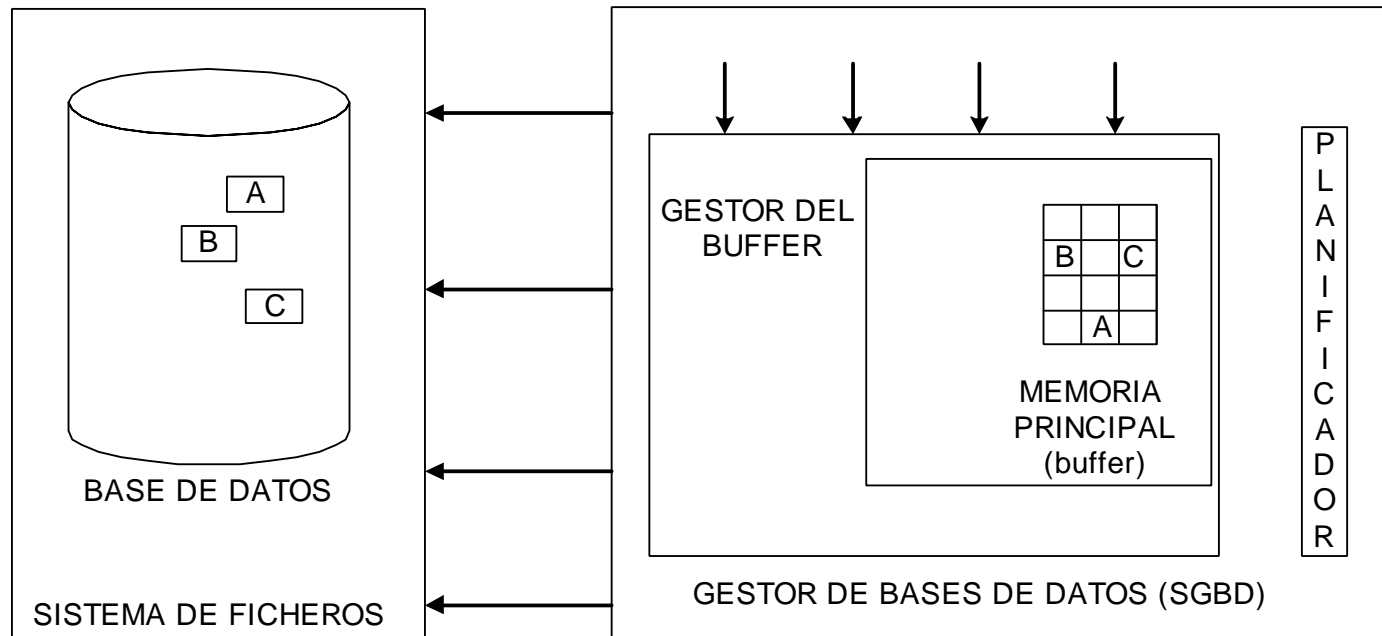 A
B
C
BASE DE DATOS
SISTEMA DE FICHEROS
GESTOR DEL
BUFFER
B
C
A
MEMORIA
PRINCIPAL
(buffer)
GESTOR DE BASES DE DATOS (SGBD)
P
L
A
N
I
F
I
C
A
D
O
R